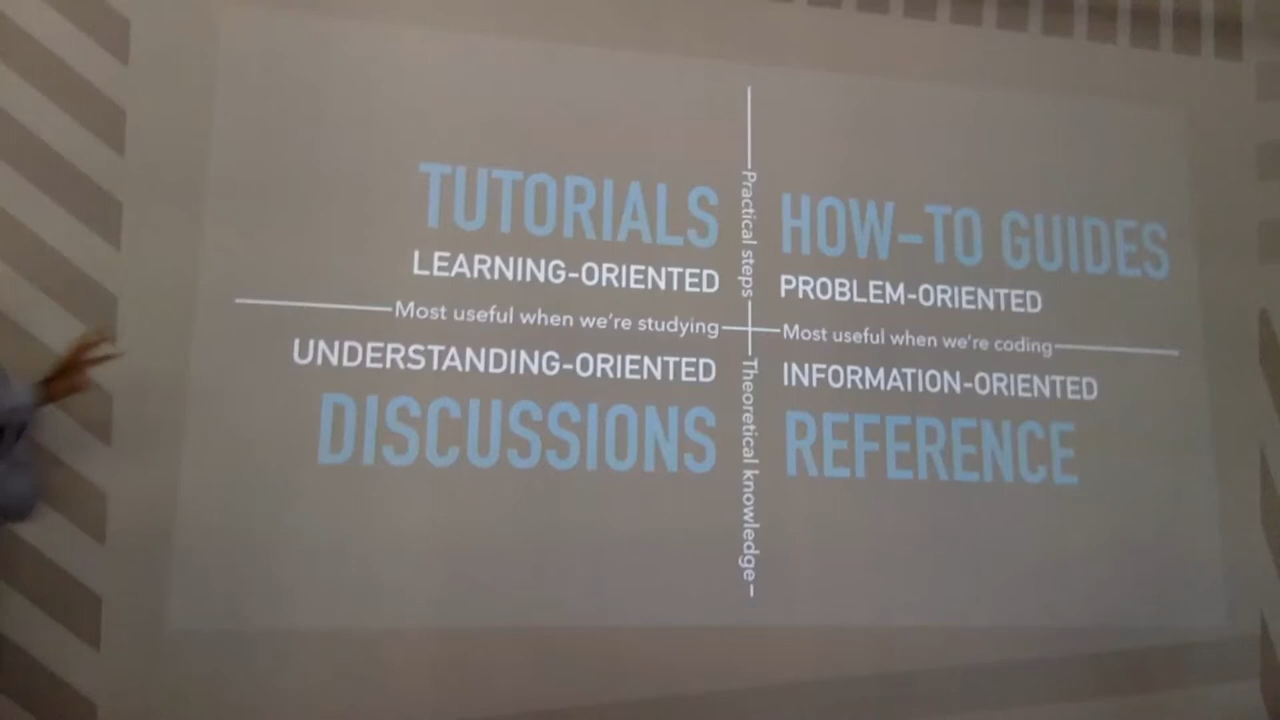 TUTORIALS
LEARNING-ORIENTED
HOW-TO GUIDES
PROBLEM-ORIENTED
Practical steps
Most useful when we're studying
Most useful when we're coding
Theoretical knowledge
UNDERSTANDING-ORIENTED
DISCUSSIONS
INFORMATION-ORIENTED
REFERENCE